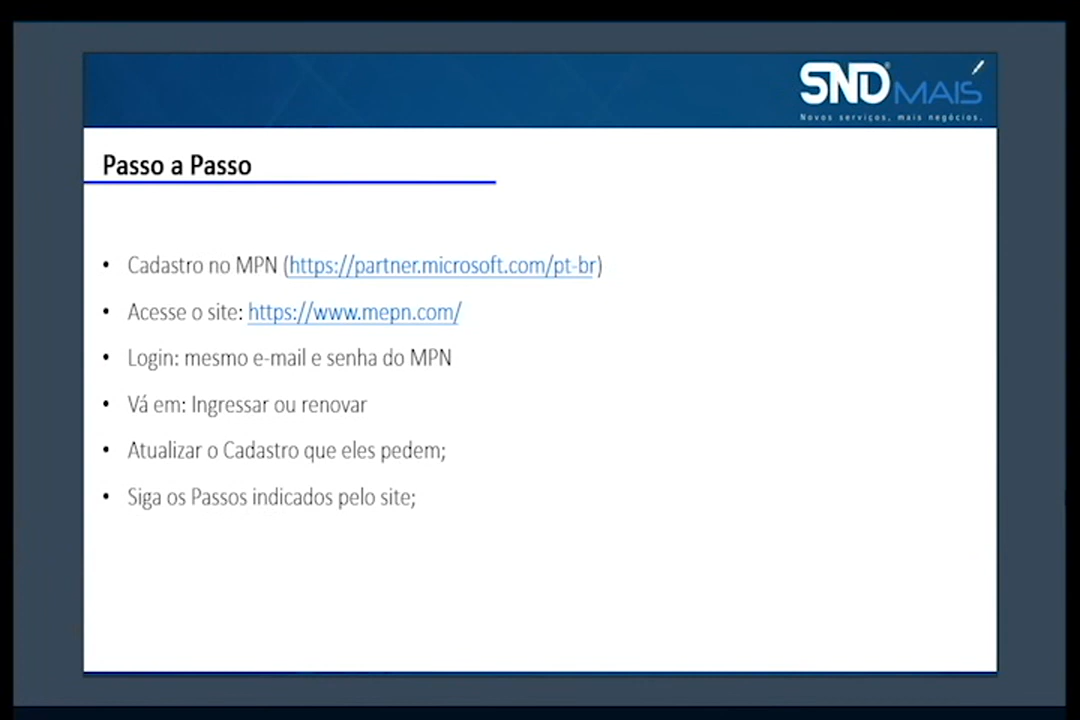 SND® MAIS
Novos serviços, mais negócios.
Passo a Passo
• Cadastro no MPN (https://partner.microsoft.com/pt-br)
• Acesse o site: https://www.mepn.com/
• Login: mesmo e-mail e senha do MPN
• Vá em: Ingressar ou renovar
• Atualizar o Cadastro que eles pedem;
• Siga os Passos indicados pelo site;